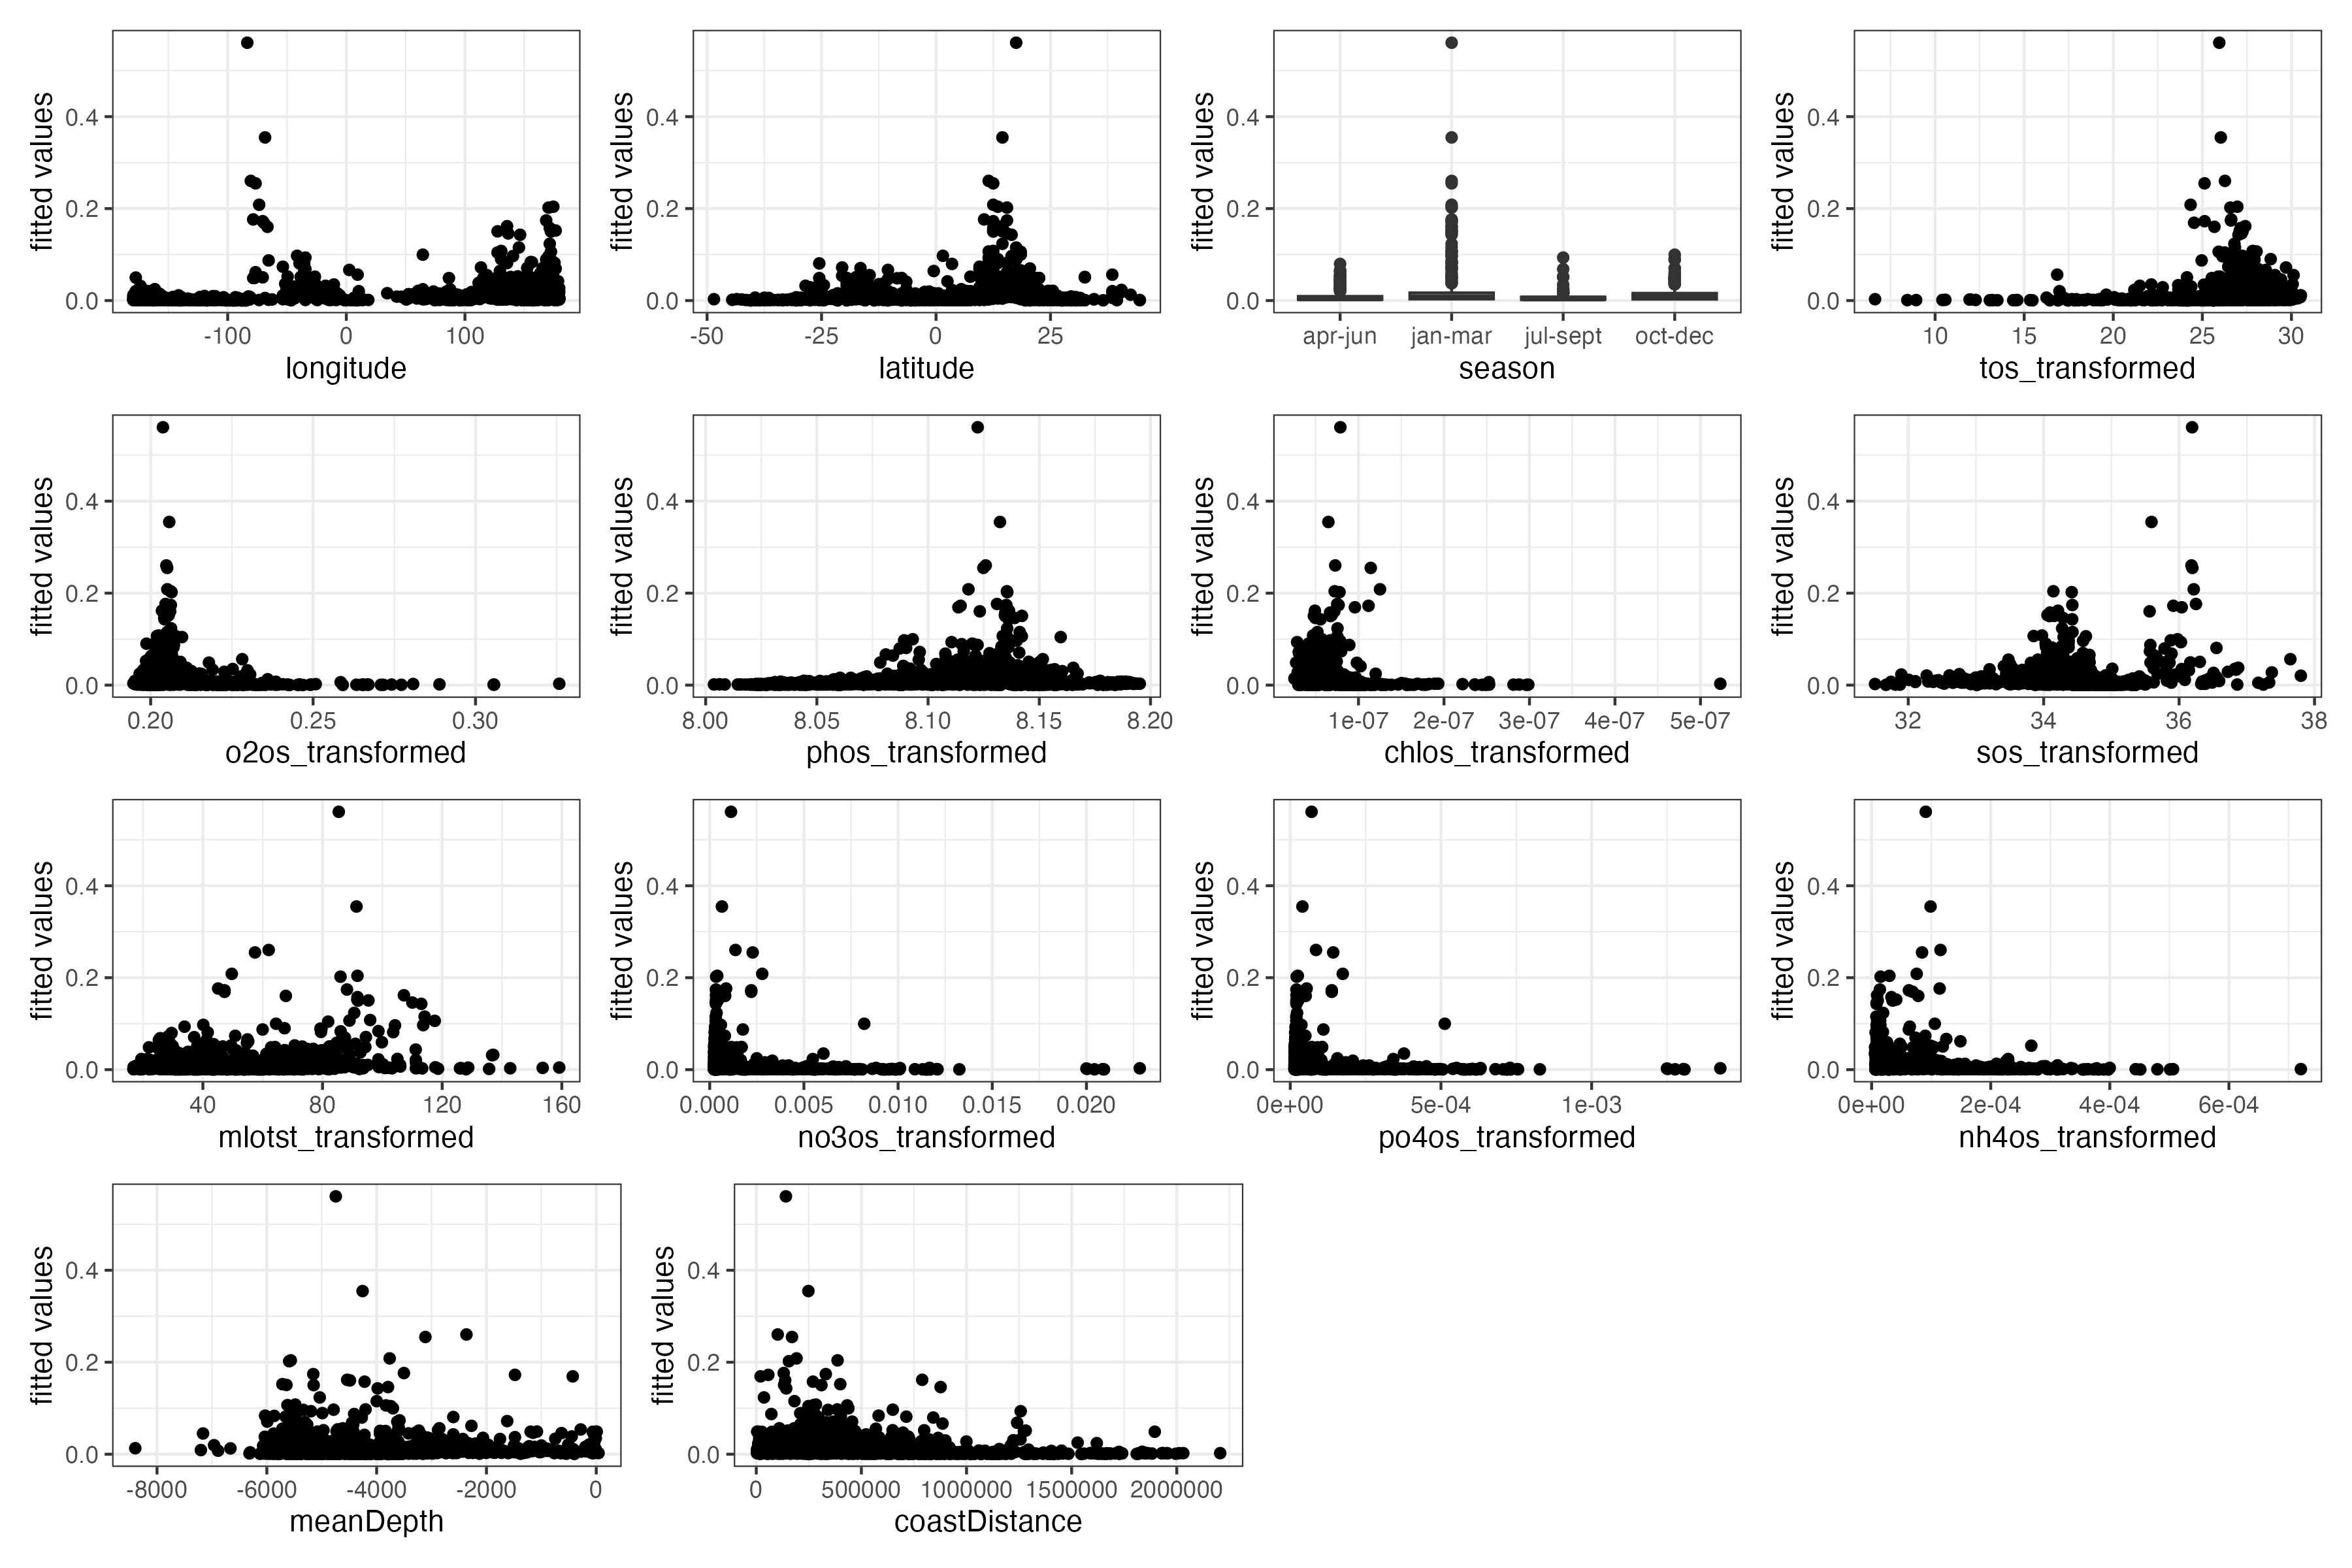 fitted values
0.4
0.2
0.0
-100 0 100
longitude
fitted values
0.4
0.2
0.0
-50 -25 0 25
latitude
fitted values
0.4
0.2
0.0
apr-jun jan-mar jul-sept oct-dec
season
fitted values
0.4
0.2
0.0
10 15 20 25 30
tos_transformed
fitted values
0.4
0.2
0.0
0.20 0.25 0.30
o2os_transformed
fitted values
0.4
0.2
0.0
8.00 8.05 8.10 8.15 8.20
phos_transformed
fitted values
0.4
0.2
0.0
1e-07 2e-07 3e-07 4e-07 5e-07
chlos_transformed
fitted values
0.4
0.2
0.0
32 34 36 38
sos_transformed
fitted values
0.4
0.2
0.0
40 80 120 160
mlotst_transformed
fitted values
0.4
0.2
0.0
0.000 0.005 0.010 0.015 0.020
no3os_transformed
fitted values
0.4
0.2
0.0
0e+00 5e-04 1e-03
po4os_transformed
fitted values
0.4
0.2
0.0
0e+00 2e-04 4e-04 6e-04
nh4os_transformed
fitted values
0.4
0.2
0.0
-8000 -6000 -4000 -2000 0
meanDepth
fitted values
0.4
0.2
0.0
0 500000 1000000 1500000 2000000
coastDistance